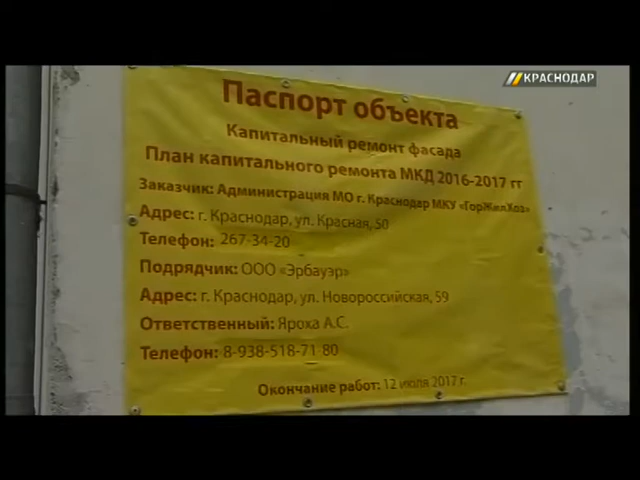 КРАСНОДАР
Паспорт объекта
Капитальный ремонт фасада
План капитального ремонта МКД 2016-2017 гг
Заказчик: Администрация МО г. Краснодар МКУ «ГорЖилХоз»
Адрес: г. Краснодар, ул. Красная, 50
Телефон: 267-34-20
Подрядчик: ООО «Эрбауэр»
Адрес: г. Краснодар, ул. Новороссийская, 59
Ответственный: Яроха А.С.
Телефон: 8-938-518-71 80
Окончание работ: 12 июля 2017 г.